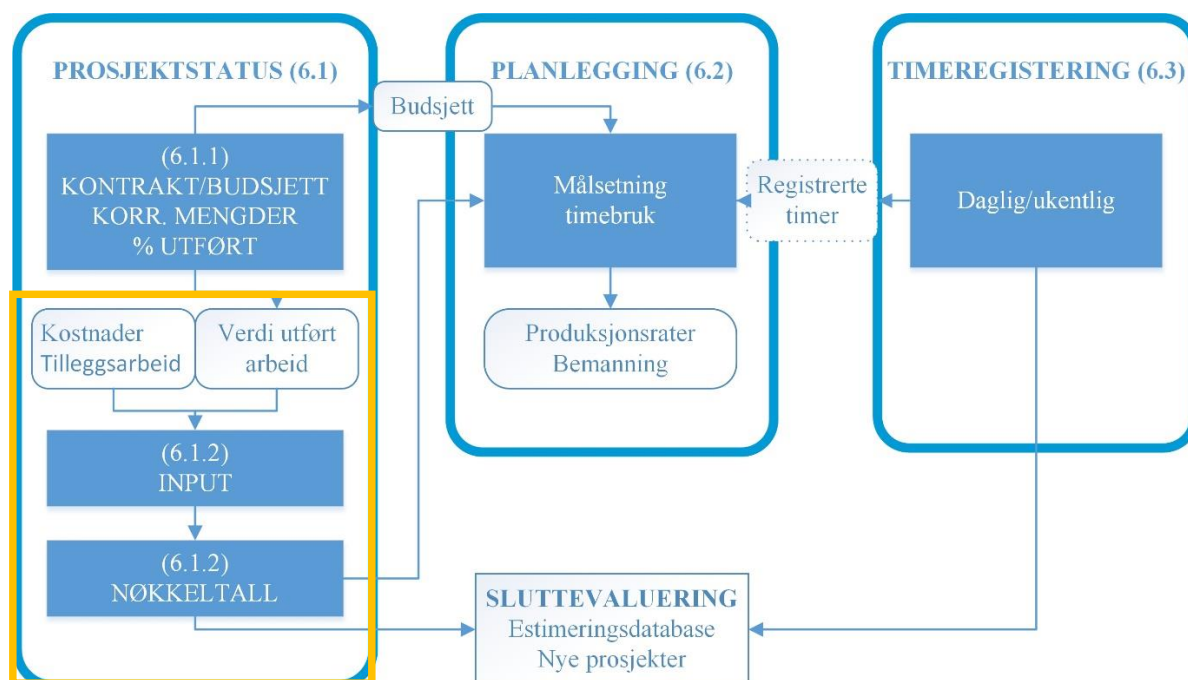 PROSJEKTSTATUS (6.1)
Budsjett
(6.1.1)
KONTRAKT/BUDSJETT
KORR. MENGDER
% UTFØRT
Kostnader
Tilleggsarbeid
Verdi utført
arbeid
(6.1.2)
INPUT
(6.1.2)
NØKKELTALL
PLANLEGGING (6.2)
Målsetning
timebruk
Produksjonsrater
Bemanning
Registrerte
timer
TIMEREGISTERING (6.3)
Daglig/ukentlig
SLUTTEVALUERING
Estimeringsdatabase
Nye prosjekter